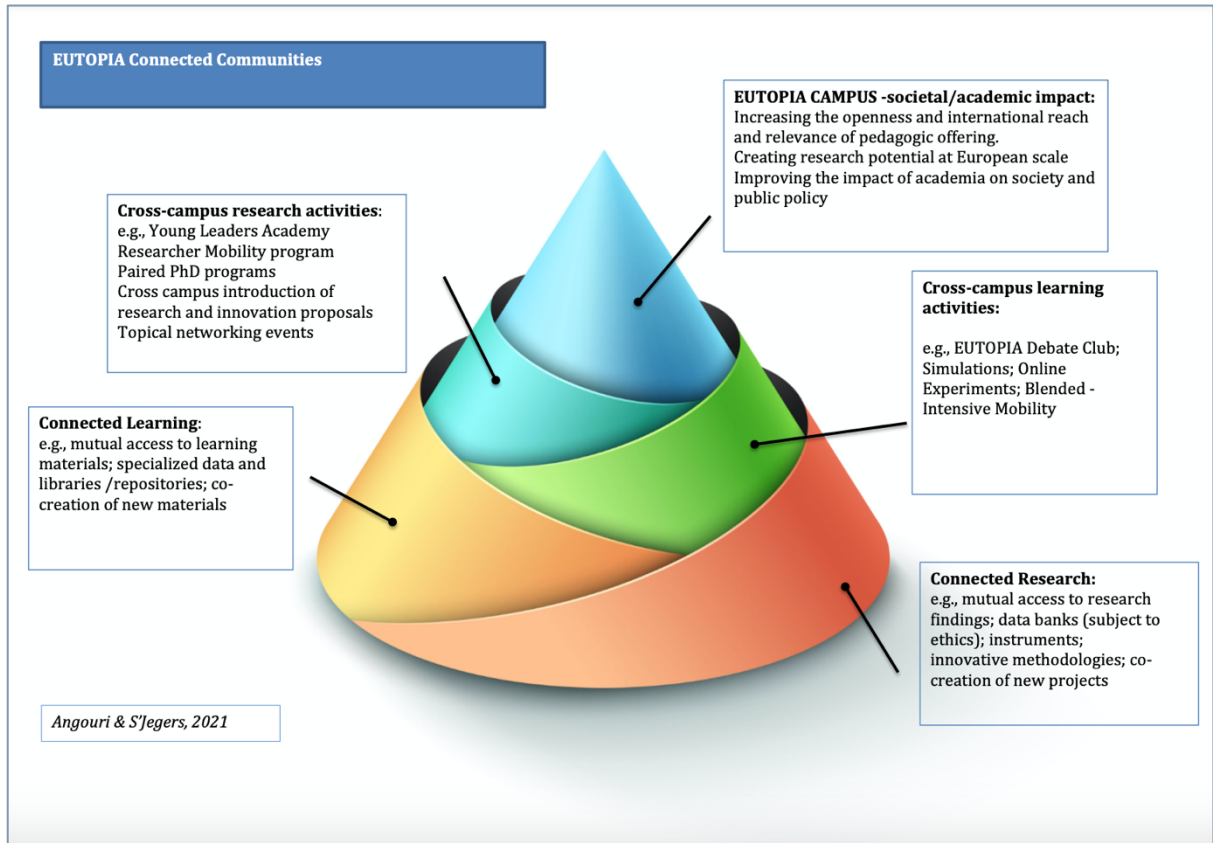 EUTOPIA Connected Communities
EUTOPIA CAMPUS -societal/academic impact:
Increasing the openness and international reach
and relevance of pedagogic offering.
Creating research potential at European scale
Improving the impact of academia on society and
public policy
Cross-campus research activities:
e.g., Young Leaders Academy
Researcher Mobility program
Paired PhD programs
Cross campus introduction of
research and innovation proposals
Topical networking events
Cross-campus learning
activities:
e.g., EUTOPIA Debate Club;
Simulations; Online
Experiments; Blended -
Intensive Mobility
Connected Learning:
e.g., mutual access to learning
materials; specialized data and
libraries /repositories; co-
creation of new materials
Connected Research:
e.g., mutual access to research
findings; data banks (subject to
ethics); instruments;
innovative methodologies; co-
creation of new projects
Angouri & S'Jegers, 2021